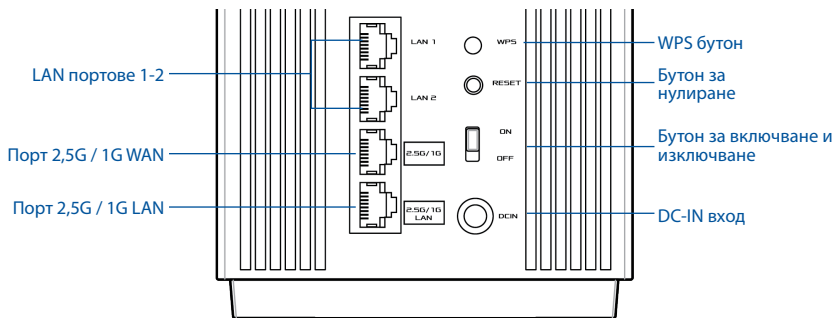 LAN портове 1-2
Порт 2,5G / 1G WAN
Порт 2,5G / 1G LAN
LAN 1
LAN 2
2.5G/1G
2.5G/1G
LAN
WPS
RESET
ON
OFF
DCIN
WPS бутон
Бутон за
нулиране
Бутон за включване и
изключване
DC-IN вход